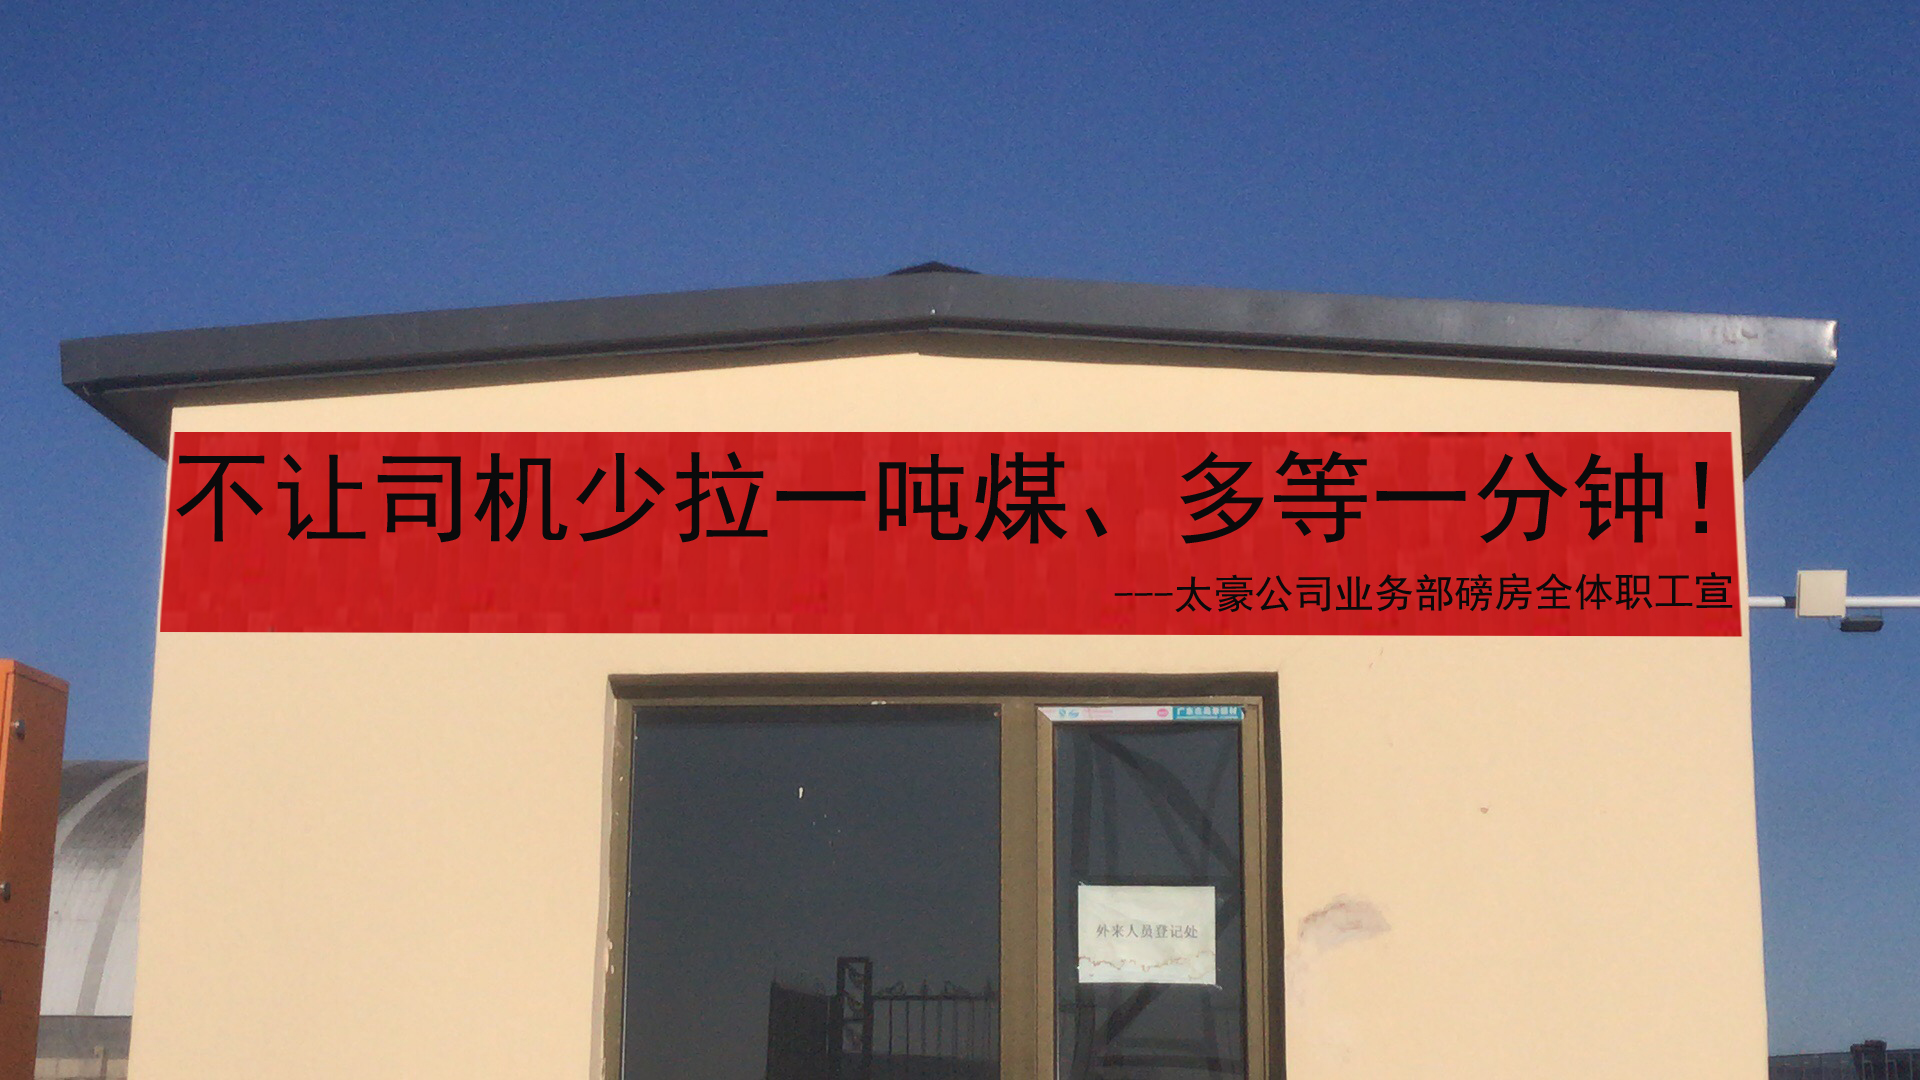 不让司机少拉一吨煤、多等一分钟！
---太豪公司业务部磅房全体职工宣
外来人员登记处